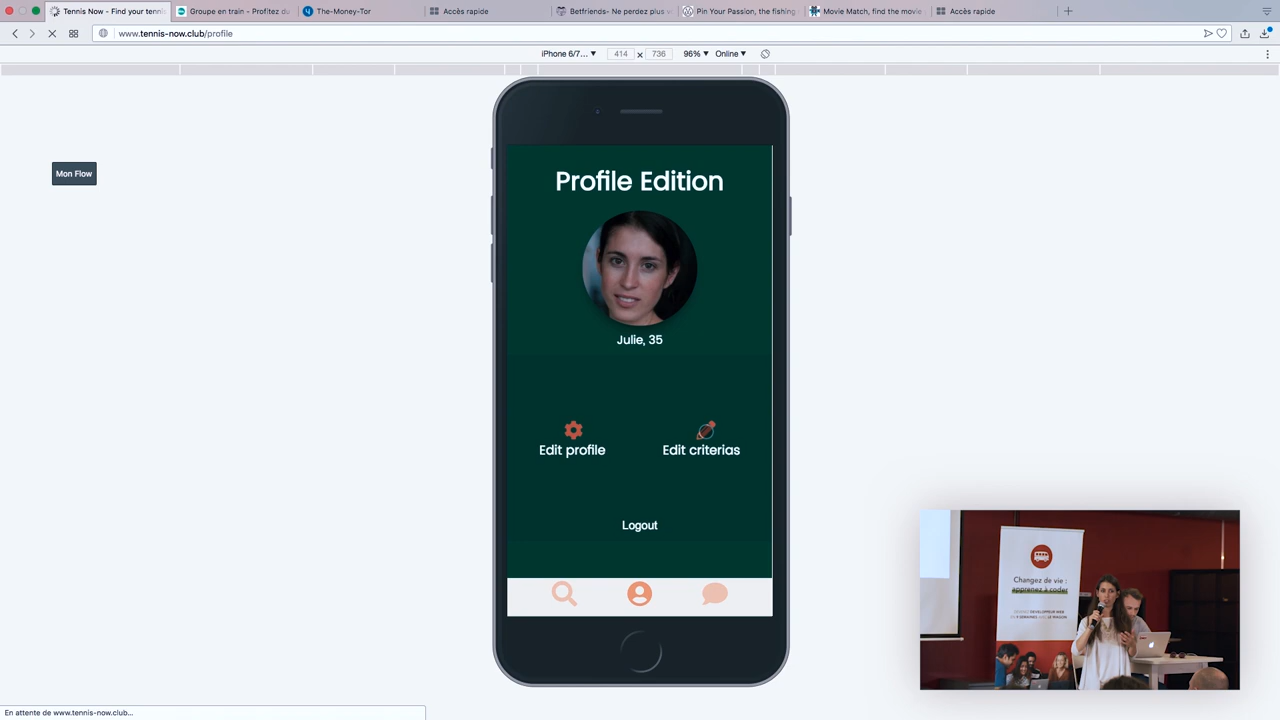 Tennis Now - Find your tenni
Groupe en train - Profitez du
The-Money-Tor
Accès rapide
Betfriends- Ne perdez plus v
Pin Your Passion, the fishing
Movie Match, find the movie
Accès rapide
www.tennis-now.club/profile
iPhone 6/7... 414 x 736 96% Online
Mon Flow
Profile Edition
Julie, 35
Edit profile
Edit criterias
Logout
Changez de vie :
apprenez à coder
En attente de www.tennis-now.club...